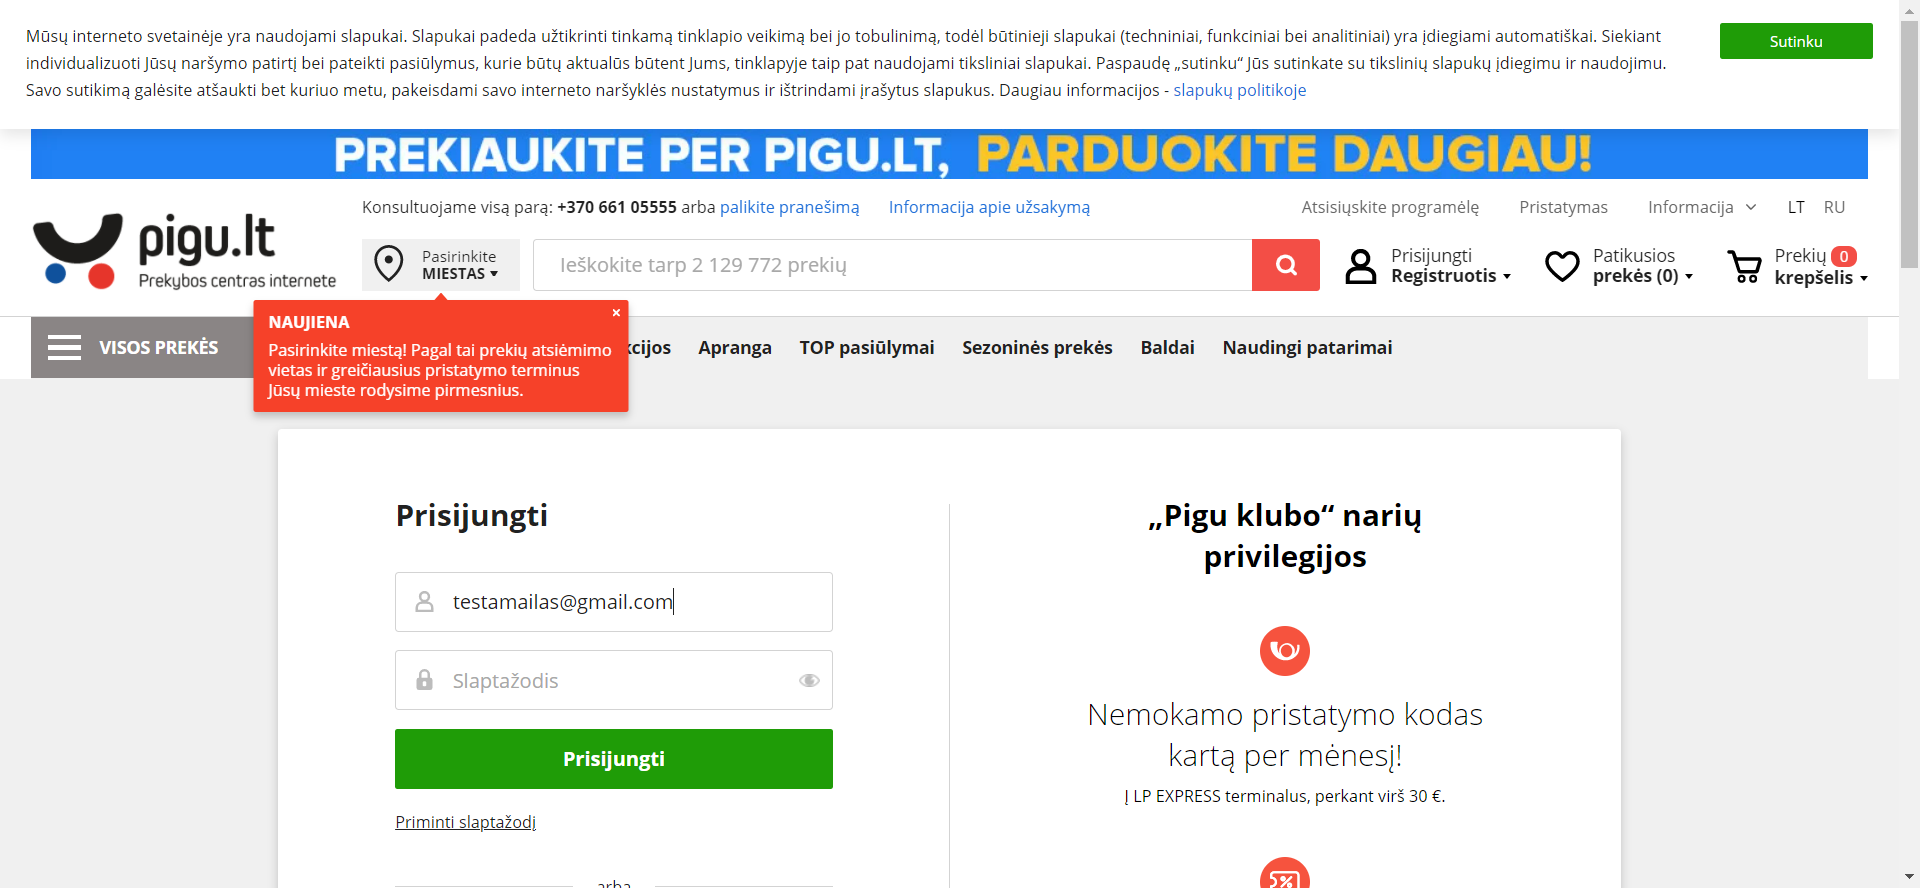 Mūsų interneto svetainėje yra naudojami slapukai. Slapukai padeda užtikrinti tinkamą tinklapio veikimą bei jo tobulinimą, todėl būtinieji slapukai (techniniai, funkciniai bei analitiniai) yra įdiegiami automatiškai. Siekiant
individualizuoti Jūsų naršymo patirtį bei pateikti pasiūlymus, kurie būtų aktualūs būtent Jums, tinklapyje taip pat naudojami tiksliniai slapukai. Paspaudę „sutinku“ Jūs sutinkate su tikslinių slapukų įdiegimu ir naudojimu.
Savo sutikimą galėsite atšaukti bet kuriuo metu, pakeisdami savo interneto naršyklės nustatymus ir ištrindami įrašytus slapukus. Daugiau informacijos - slapukų politikoje
Sutinku
PREKIAUKITE PER PIGU.LT, PARDUOKITE DAUGIAU!
Konsultuojame visą parą: +370 661 05555 arba palikite pranešimą Informacija apie užsakymą
Atsisiųskite programėlę Pristatymas Informacija LT RU
pigu.lt
Prekybos centras internete
Pasirinkite
MIESTAS
Ieškokite tarp 2 129 772 prekių
Prisijungti
Registruotis
Patikusios
prekės (0)
Prekių 0
krepšelis
VISOS PREKĖS
kcijos Apranga TOP pasiūlymai Sezoninės prekės Baldai Naudingi patarimai
NAUJIENA ×
Pasirinkite miestą! Pagal tai prekių atsiėmimo
vietas ir greičiausius pristatymo terminus
Jūsų mieste rodysime pirmesnius.
Prisijungti
testamailas@gmail.com
Slaptažodis
Prisijungti
Priminti slaptažodį
arba
„Pigu klubo“ narių
privilegijos
Nemokamo pristatymo kodas
kartą per mėnesį!
Į LP EXPRESS terminalus, perkant virš 30 €.
%